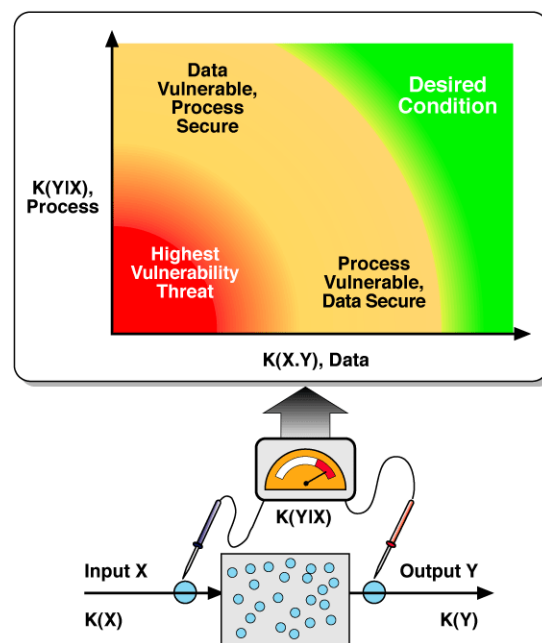 Data
Vulnerable,
Process
Secure
Desired
Condition
K(Y|X),
Process
Highest
Vulnerability
Threat
Process
Vulnerable,
Data Secure
K(X.Y), Data
K(Y|X)
Input X
Output Y
K(X)
K(Y)